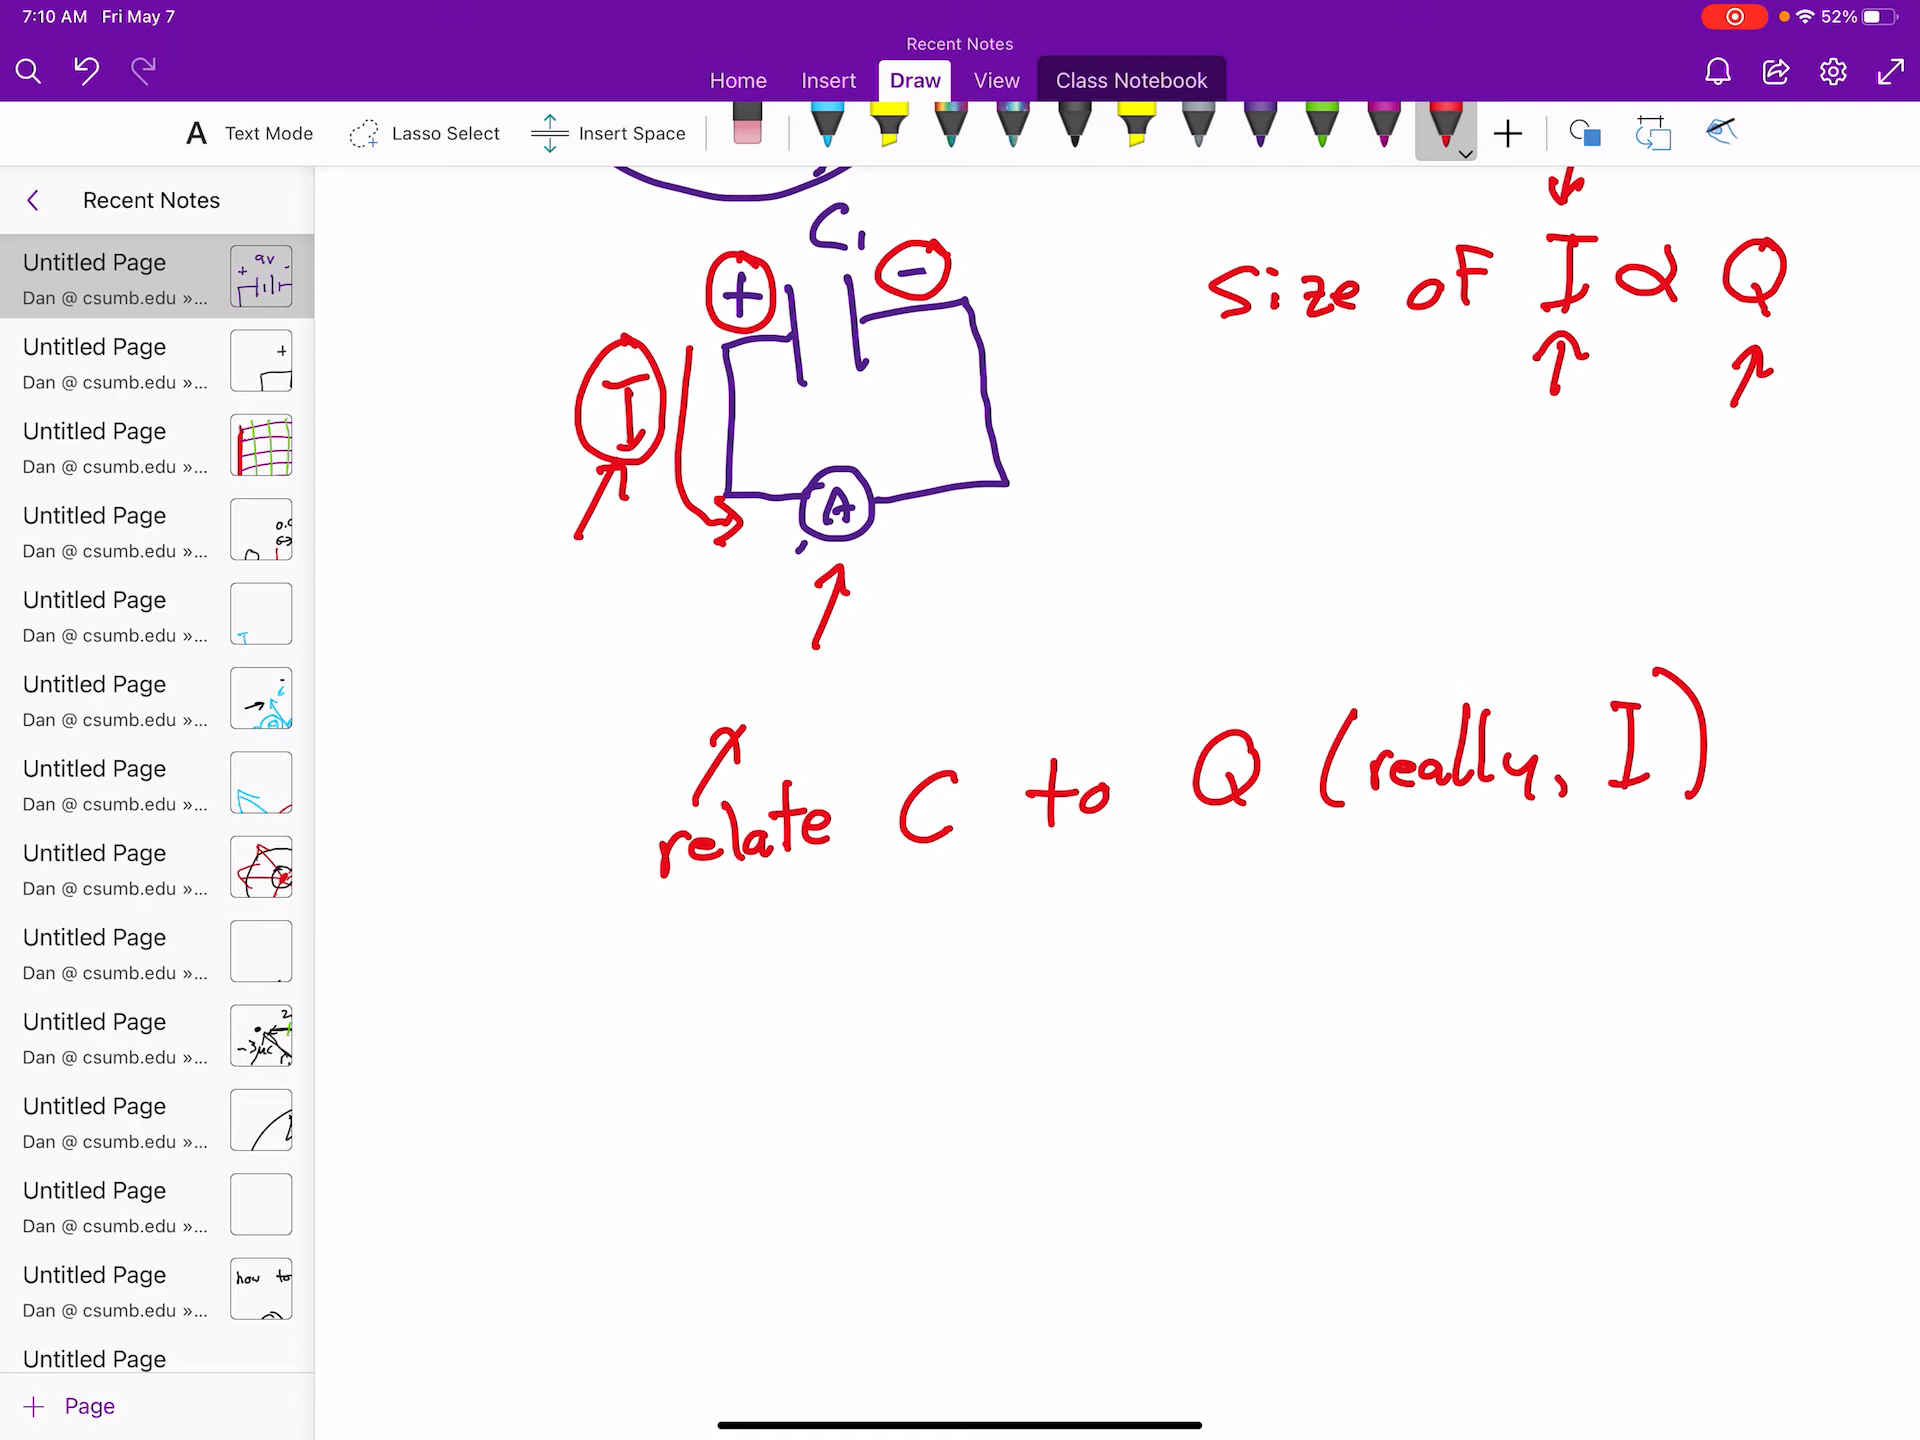 7:10 AM Fri May 7
52%
Recent Notes
Home Insert Draw View Class Notebook
Text Mode Lasso Select Insert Space
Recent Notes
Untitled Page
Dan @ csumb.edu »...
9v
+ -
Untitled Page
Dan @ csumb.edu »...
+
Untitled Page
Dan @ csumb.edu »...
Untitled Page
Dan @ csumb.edu »...
Untitled Page
Dan @ csumb.edu »...
Untitled Page
Dan @ csumb.edu »...
Untitled Page
Dan @ csumb.edu »...
Untitled Page
Dan @ csumb.edu »...
Untitled Page
Dan @ csumb.edu »...
Untitled Page
Dan @ csumb.edu »...
2
-3μc
Untitled Page
Dan @ csumb.edu »...
Untitled Page
Dan @ csumb.edu »...
Untitled Page
Dan @ csumb.edu »...
how to
Untitled Page
+ Page
C1
+ -
I
A
size of I α Q
relate C to Q (really, I)